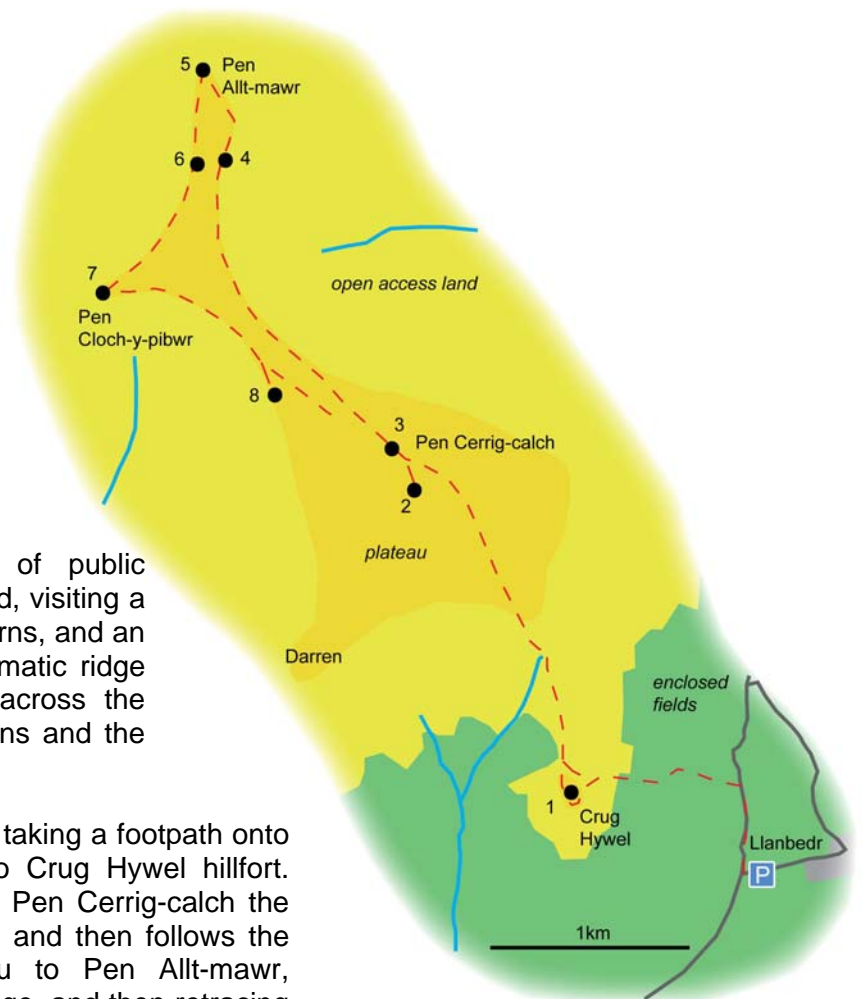 5 Pen
Allt-mawr
6
4
7
open access land
Pen
Cloch-y-pibwr
8
3
Pen Cerrig-calch
2
plateau
of public
d, visiting a
rns, and an
matic ridge
across the
ns and the
Darren
enclosed
fields
1
Crug
Hywel
Llanbedr
P
taking a footpath onto
o Crug Hywel hillfort.
Pen Cerrig-calch the
and then follows the
u to Pen Allt-mawr,
1km